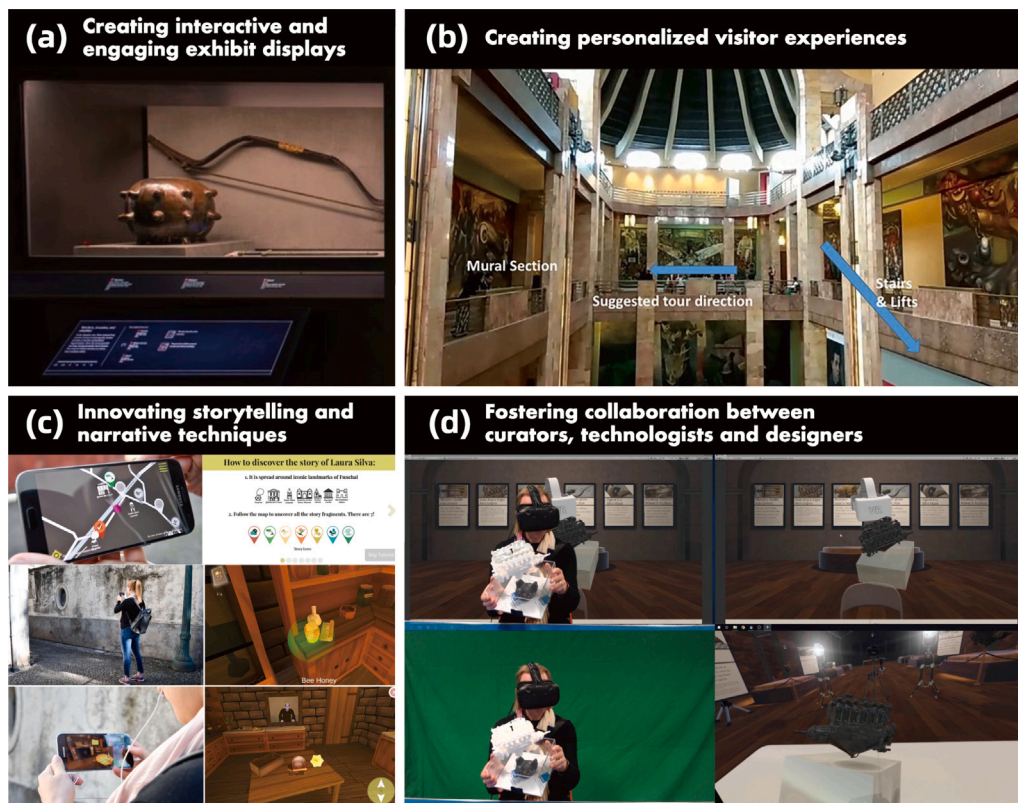 (a) Creating interactive and
engaging exhibit displays
(b) Creating personalized visitor experiences
Mural Section
Suggested tour direction
Stairs
& Lifts
(c) Innovating storytelling and
narrative techniques
How to discover the story of Laura Silva:
1. It is spread around iconic landmarks of Funchal
2. Follow the map to uncover all the story fragments. There are 7!
Story Icons
Bee Honey
(d) Fostering collaboration between
curators, technologists and designers